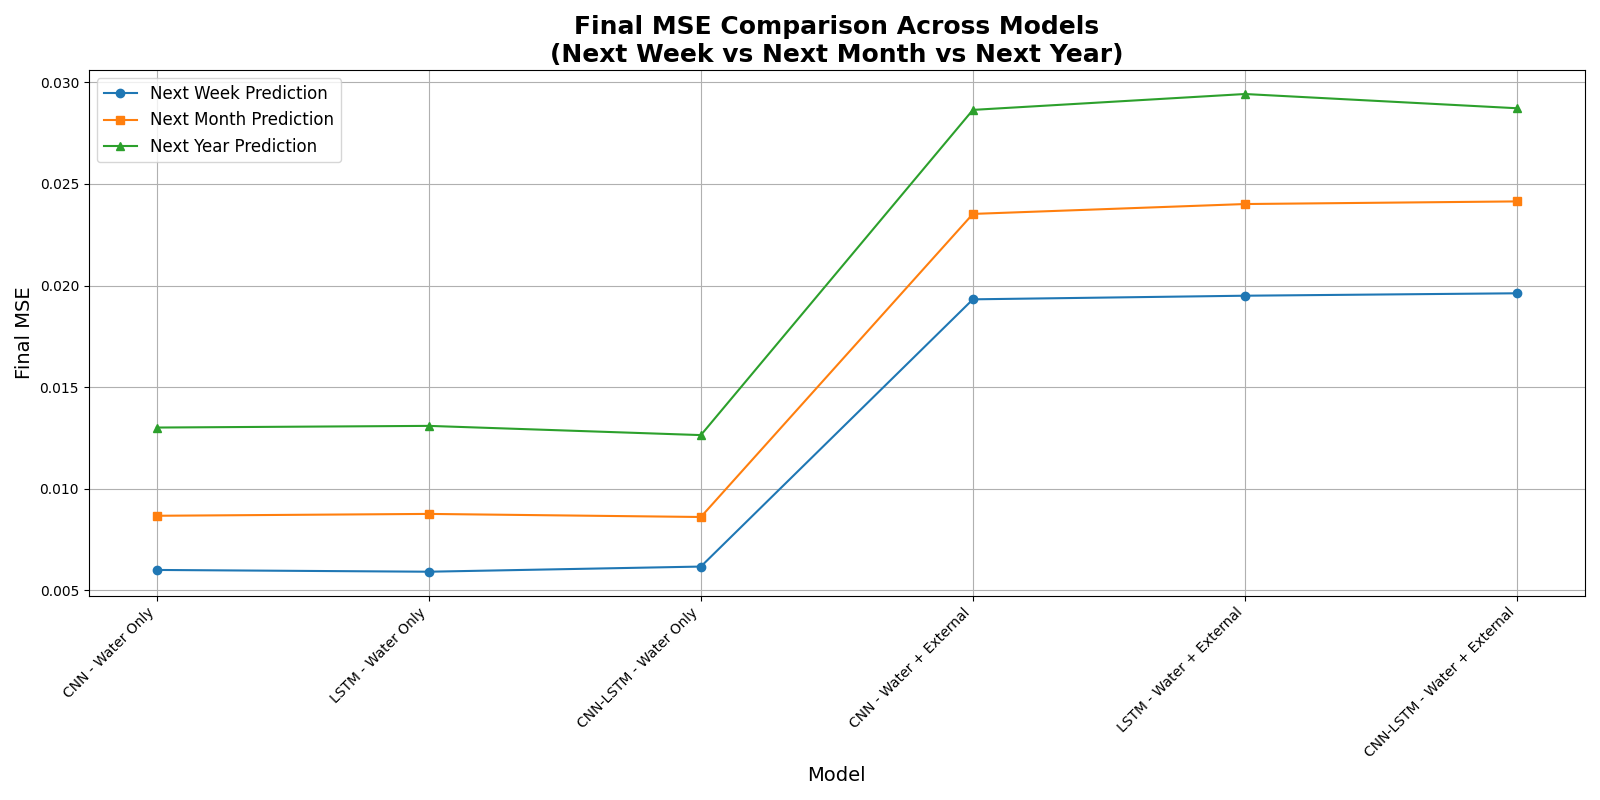 Final MSE Comparison Across Models
(Next Week vs Next Month vs Next Year)
Next Week Prediction
Next Month Prediction
Next Year Prediction
Final MSE
0.030
0.025
0.020
0.015
0.010
0.005
CNN - Water Only
LSTM - Water Only
CNN-LSTM - Water Only
CNN - Water + External
LSTM - Water + External
CNN-LSTM - Water + External
Model